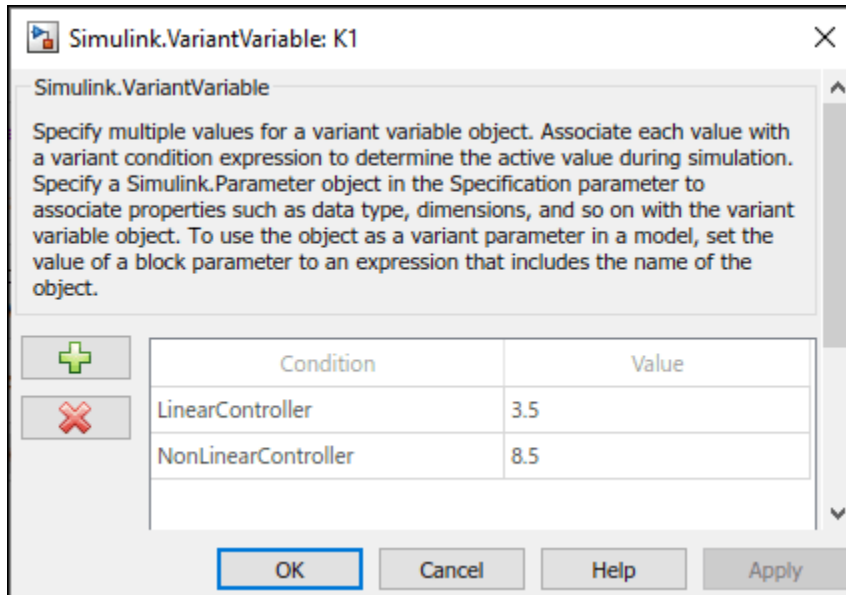 Simulink.VariantVariable: K1
Simulink.VariantVariable
Specify multiple values for a variant variable object. Associate each value with
a variant condition expression to determine the active value during simulation.
Specify a Simulink.Parameter object in the Specification parameter to
associate properties such as data type, dimensions, and so on with the variant
variable object. To use the object as a variant parameter in a model, set the
value of a block parameter to an expression that includes the name of the
object.
Condition Value
LinearController 3.5
NonLinearController 8.5
OK Cancel Help Apply